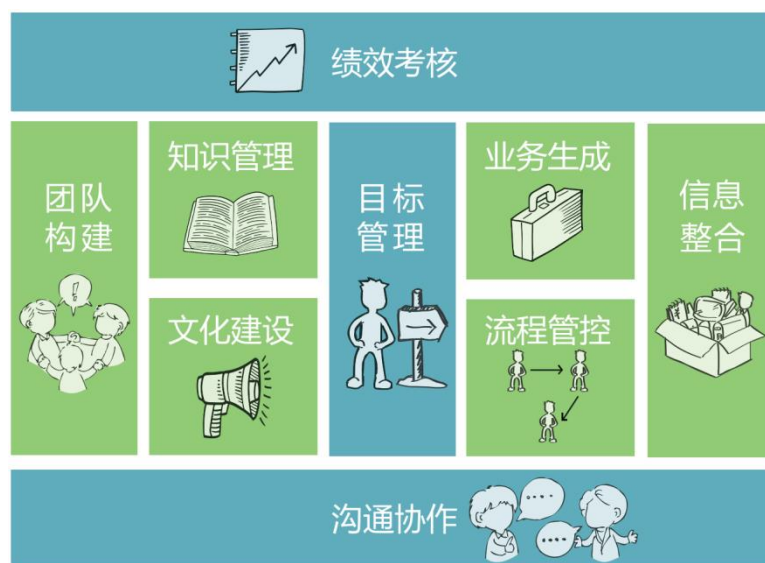 绩效考核
团队
构建
知识管理
文化建设
目标
管理
业务生成
流程管控
信息
整合
沟通协作